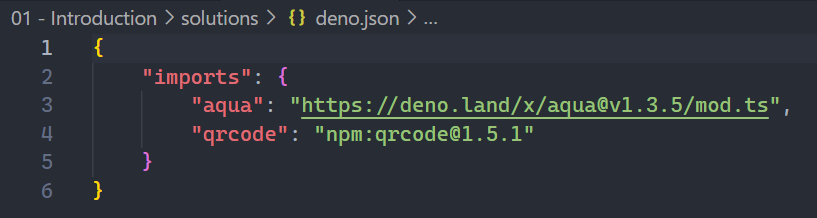 01 - Introduction > solutions > {} deno.json > ...
1 {
2 "imports": {
3 "aqua": "https://deno.land/x/aqua@v1.3.5/mod.ts",
4 "qrcode": "npm:qrcode@1.5.1"
5 }
6 }